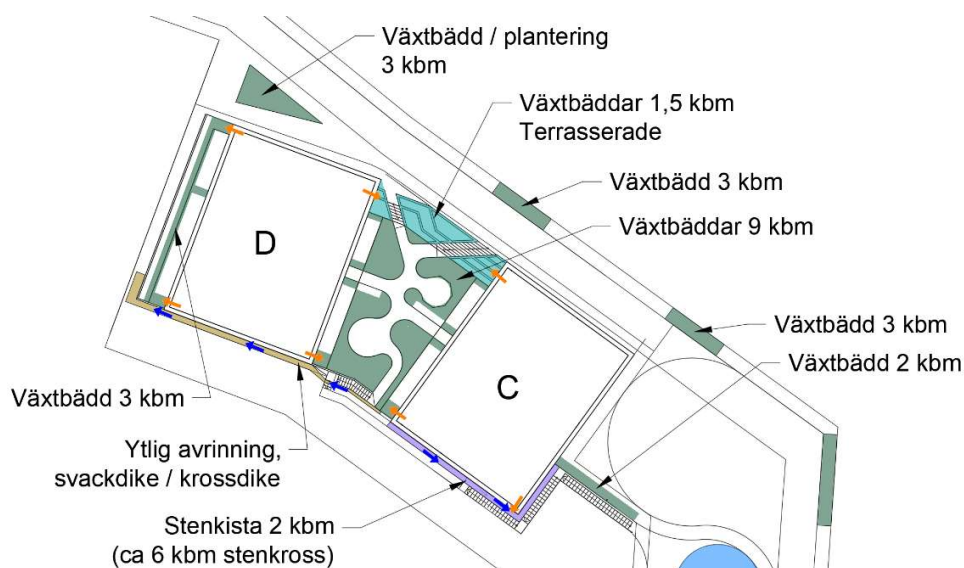 Växtbädd / plantering
3 kbm
Växtbäddar 1,5 kbm
Terrasserade
Växtbädd 3 kbm
Växtbäddar 9 kbm
D
Växtbädd 3 kbm
Växtbädd 2 kbm
C
Växtbädd 3 kbm
Ytlig avrinning,
svackdike / krossdike
Stenkista 2 kbm
(ca 6 kbm stenkross)